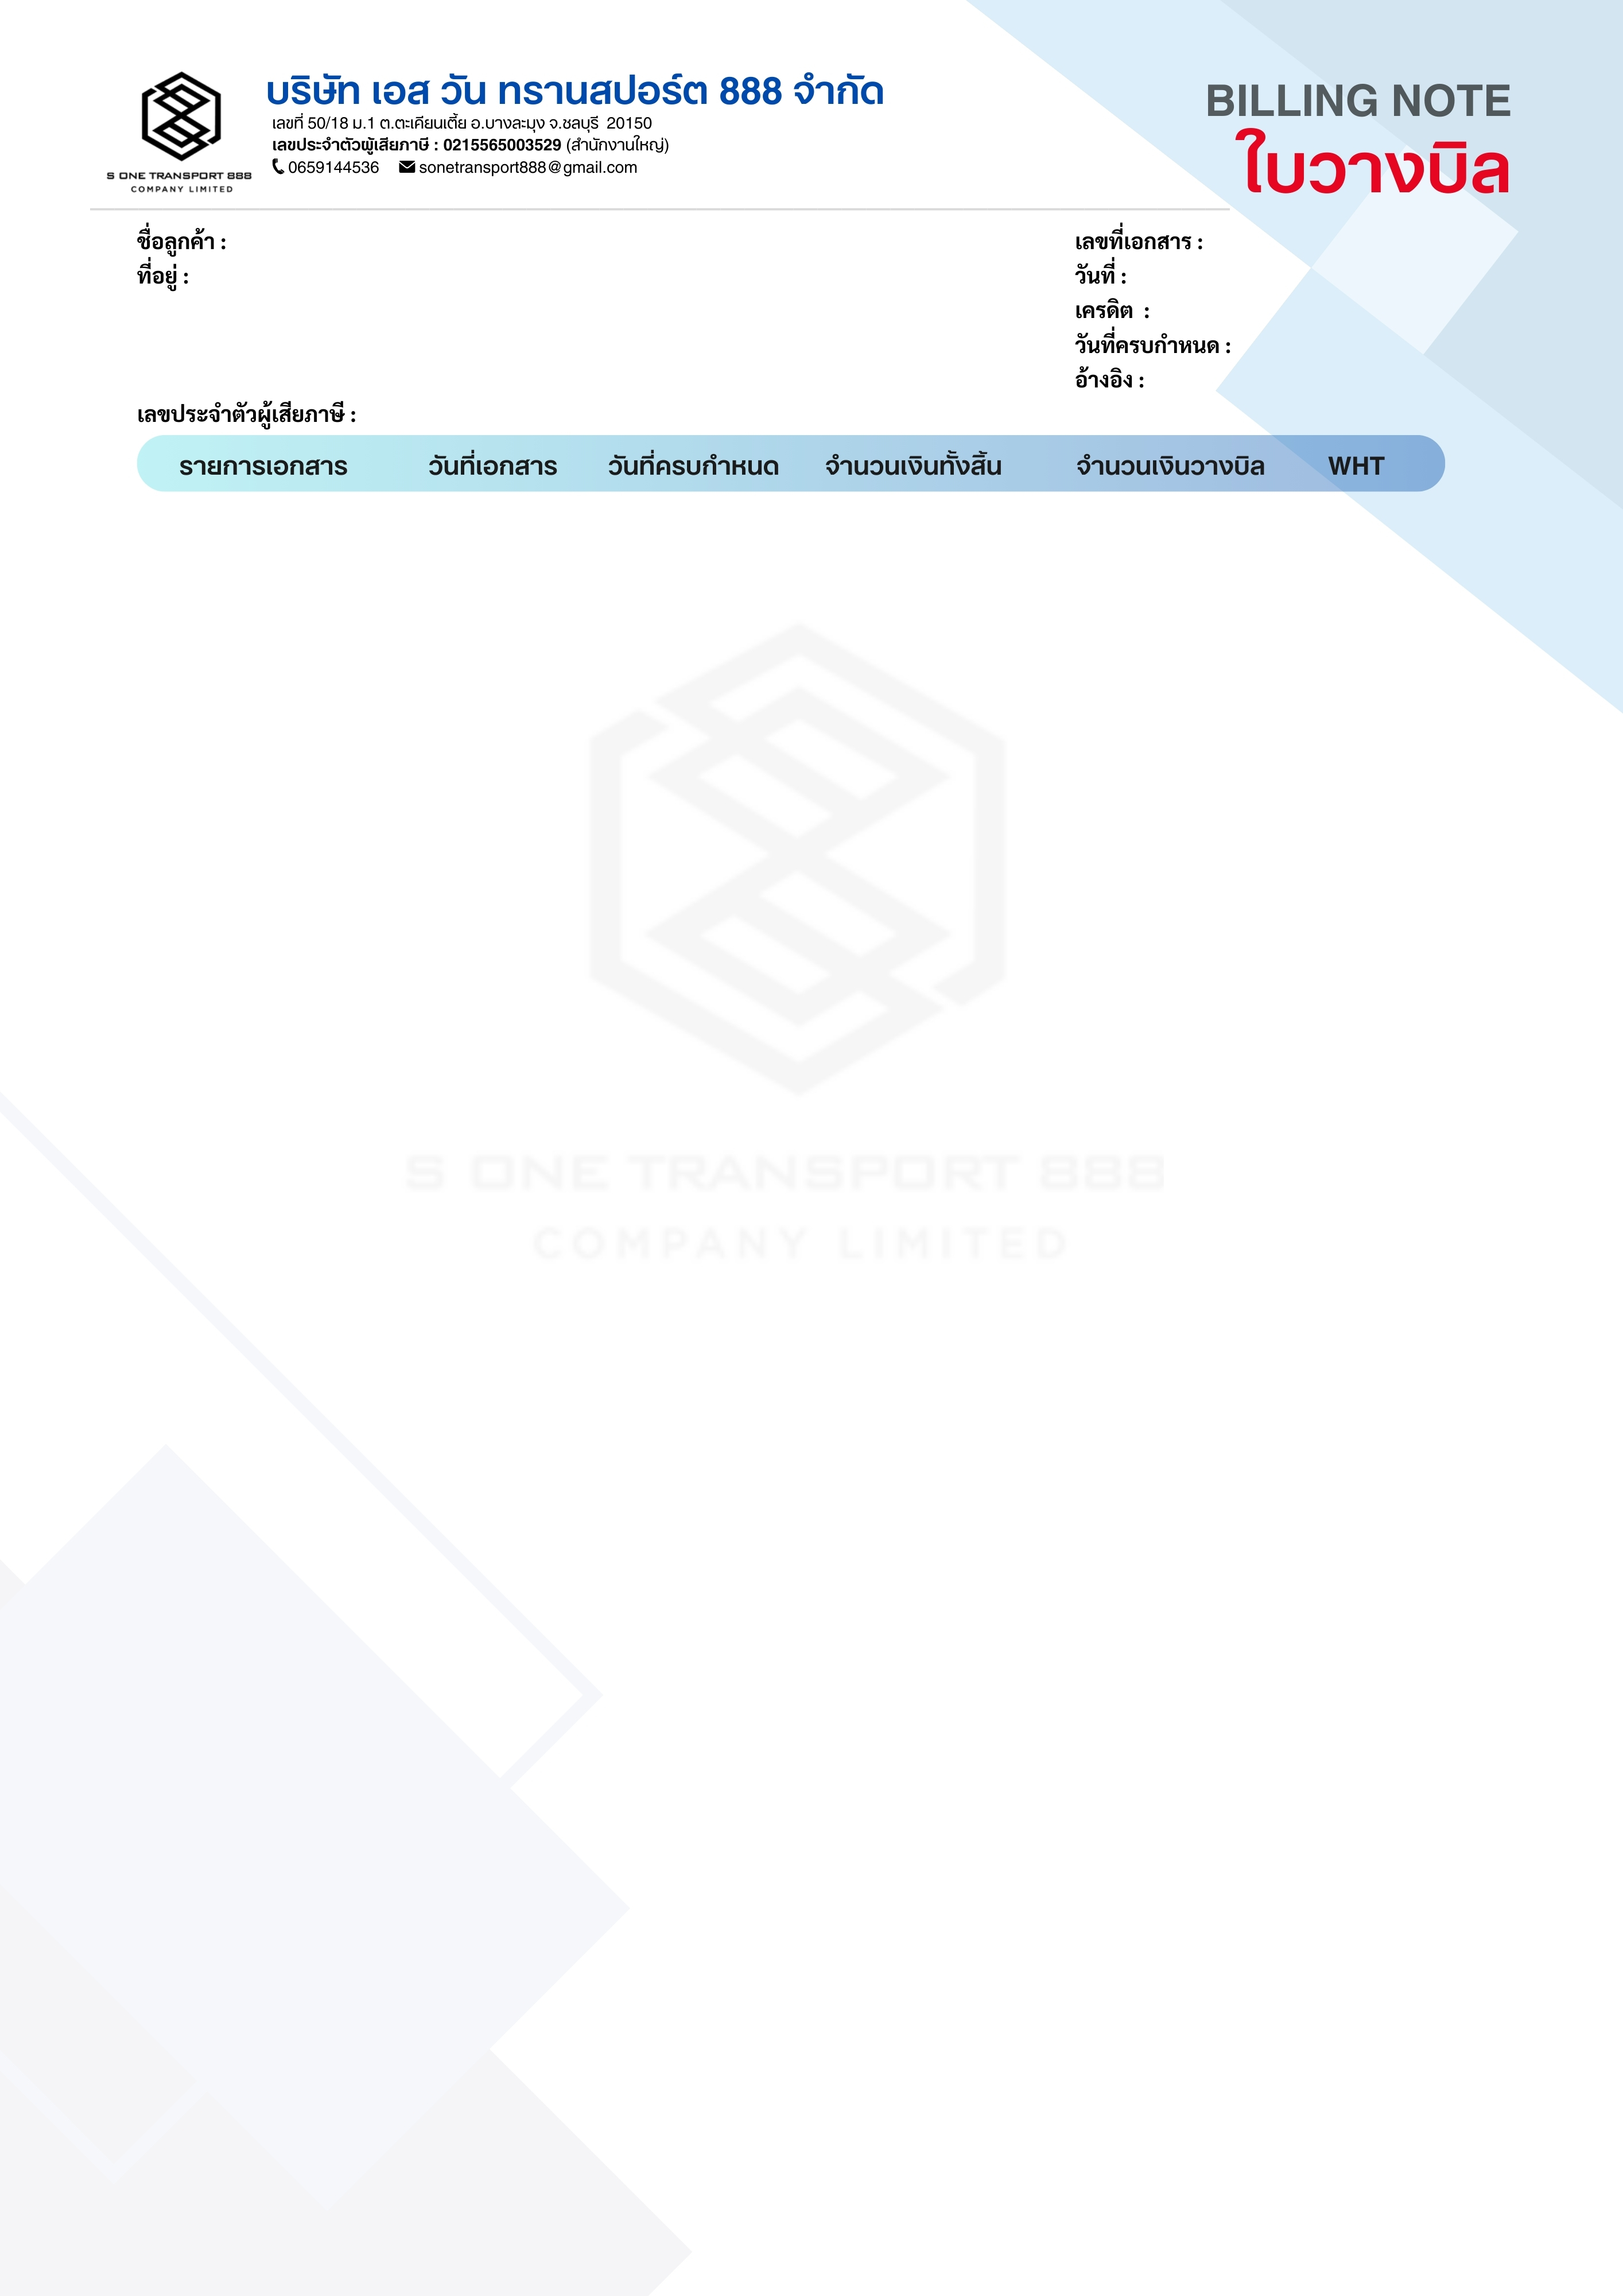 บริษัท เอส วัน ทรานสปอร์ต 888 จำกัด
เลขที่ 50/18 ม.1 ต.ตะเคียนเตี้ย อ.บางละมุง จ.ชลบุรี 20150
เลขประจำตัวผู้เสียภาษี : 0215565003529 (สำนักงานใหญ่)
0659144536 sonetransport888@gmail.com
S ONE TRANSPORT 888
COMPANY LIMITED
BILLING NOTE
ใบวางบิล
ชื่อลูกค้า :
ที่อยู่ :
เลขประจำตัวผู้เสียภาษี :
เลขที่เอกสาร :
วันที่ :
เครดิต :
วันที่ครบกำหนด :
อ้างอิง :
รายการเอกสาร วันที่เอกสาร วันที่ครบกำหนด จำนวนเงินทั้งสิ้น จำนวนเงินวางบิล WHT
S ONE TRANSPORT 888
COMPANY LIMITED